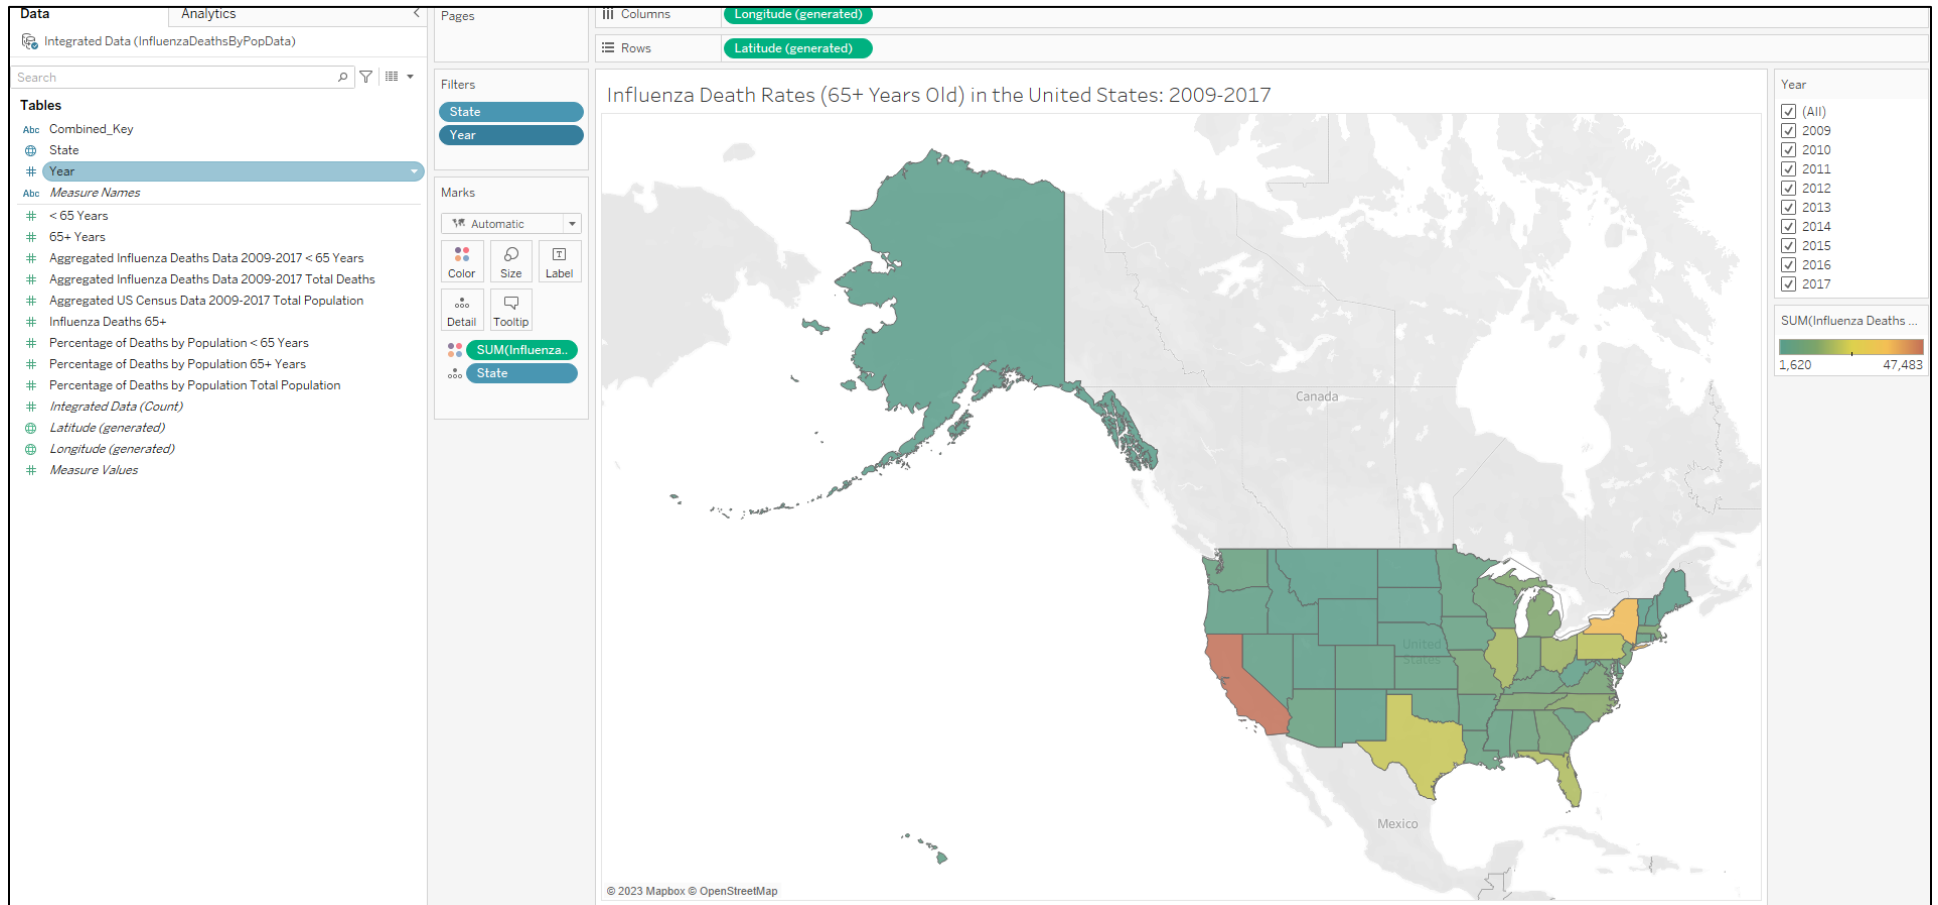 Data
Analytics
Integrated Data (InfluenzaDeathsByPopData)
Search
Tables
Abc Combined_Key
State
# Year
Abc Measure Names
# < 65 Years
# 65+ Years
# Aggregated Influenza Deaths Data 2009-2017 < 65 Years
# Aggregated Influenza Deaths Data 2009-2017 Total Deaths
# Aggregated US Census Data 2009-2017 Total Population
# Influenza Deaths 65+
# Percentage of Deaths by Population < 65 Years
# Percentage of Deaths by Population 65+ Years
# Percentage of Deaths by Population Total Population
# Integrated Data (Count)
Latitude (generated)
Longitude (generated)
# Measure Values
Pages
Filters
State
Year
Marks
Automatic
Color
Size
T
Label
Detail
Tooltip
SUM(Influenza..
State
Columns
Longitude (generated)
Rows
Latitude (generated)
Influenza Death Rates (65+ Years Old) in the United States: 2009-2017
Canada
United
States
Mexico
© 2023 Mapbox © OpenStreetMap
Year
(All)
2009
2010
2011
2012
2013
2014
2015
2016
2017
SUM(Influenza Deaths ...
1,620
47,483